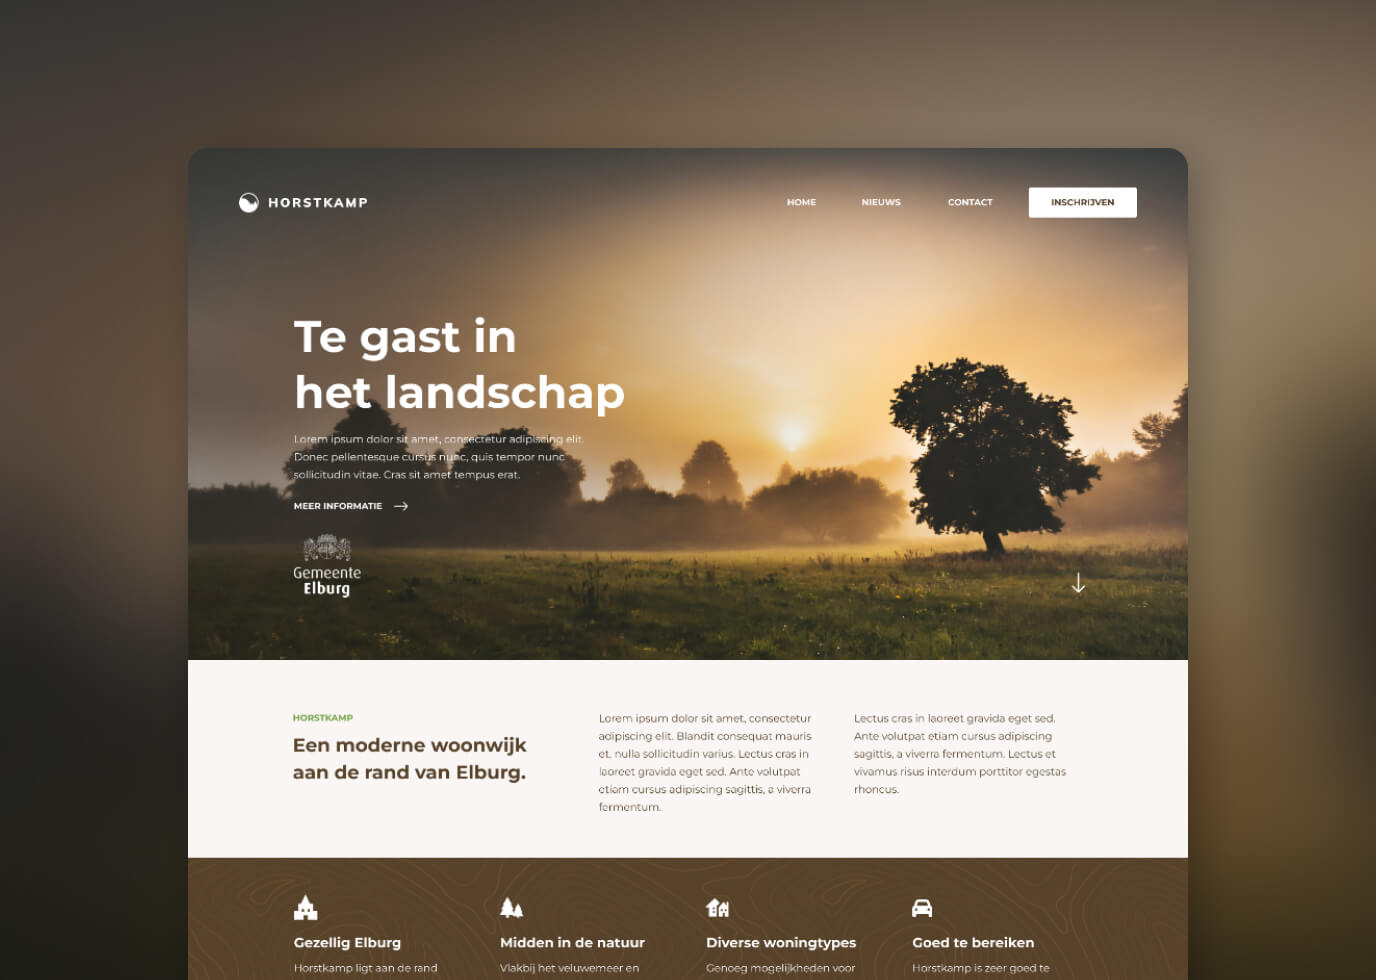 HORSTKAMP
HOME NIEUWS CONTACT INSCHRIJVEN
Te gast in
het landschap
Lorem ipsum dolor sit amet, consectetur adipiscing elit.
Donec pellentesque cursus nunc, quis tempor nunc
sollicitudin vitae. Cras sit amet tempus erat.
MEER INFORMATIE
Gemeente
Elburg
HORSTKAMP
Een moderne woonwijk
aan de rand van Elburg.
Lorem ipsum dolor sit amet, consectetur
adipiscing elit. Blandit consequat mauris
et, nulla sollicitudin varius. Lectus cras in
laoreet gravida eget sed. Ante volutpat
etiam cursus adipiscing sagittis, a viverra
fermentum.
Lectus cras in laoreet gravida eget sed.
Ante volutpat etiam cursus adipiscing
sagittis, a viverra fermentum. Lectus et
vivamus risus interdum porttitor egestas
rhoncus.
Gezellig Elburg
Horstkamp ligt aan de rand
Midden in de natuur
Vlakbij het veluwemeer en
Diverse woningtypes
Genoeg mogelijkheden voor
Goed te bereiken
Horstkamp is zeer goed te